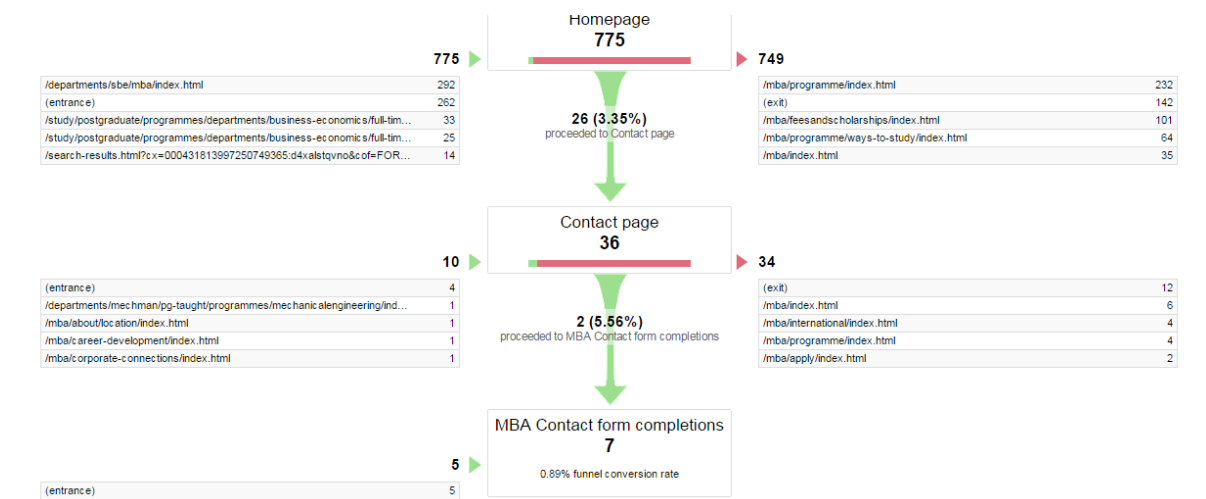 Homepage
775
775
749
/departments/sbe/mba/index.html 292
(entrance) 262
/study/postgraduate/programmes/departments/business-economics/full-tim... 33
/study/postgraduate/programmes/departments/business-economics/full-tim... 25
/search-results.html?cx=000431813997250749365:d4xalstqvno&cof=FOR... 14
/mba/programme/index.html 232
(exit) 142
/mba/feesandscholarships/index.html 101
/mba/programme/ways-to-study/index.html 64
/mba/index.html 35
26 (3.35%)
proceeded to Contact page
Contact page
36
10
34
(entrance) 4
/departments/mechman/pg-taught/programmes/mechanicalengineering/ind... 1
/mba/about/location/index.html 1
/mba/career-development/index.html 1
/mba/corporate-connections/index.html 1
(exit) 12
/mba/index.html 6
/mba/international/index.html 4
/mba/programme/index.html 4
/mba/apply/index.html 2
2 (5.56%)
proceeded to MBA Contact form completions
MBA Contact form completions
7
0.89% funnel conversion rate
5
(entrance) 5